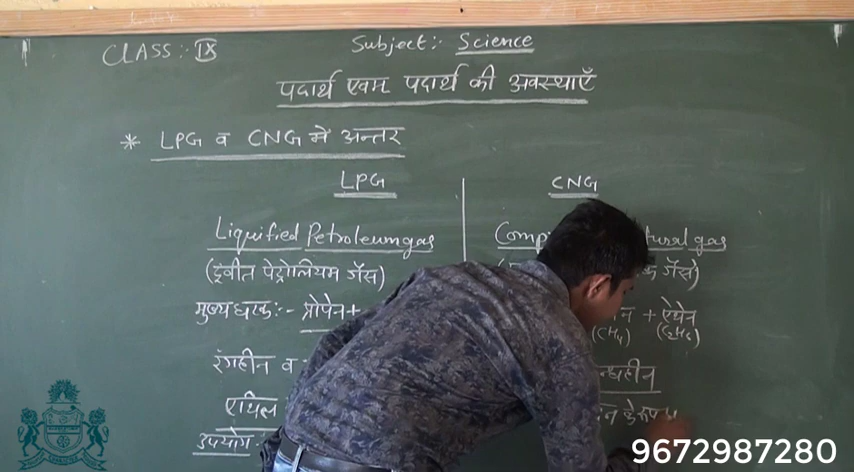 CLASS:- IX
Subject:- Science
पदार्थ एवम पदार्थ की अवस्थाएँ
* LPG व CNG में अन्तर
LPG
CNG
Liquified Petroleum gas
gas
(द्रवीत पेट्रोलियम गैस)
गैस)
मुख्य घटक:- प्रोपेन+
+ ऐथेन
(CH4) (C2H6)
रंगहीन व
एथिल
के रूप म
उपयोग
9672987280